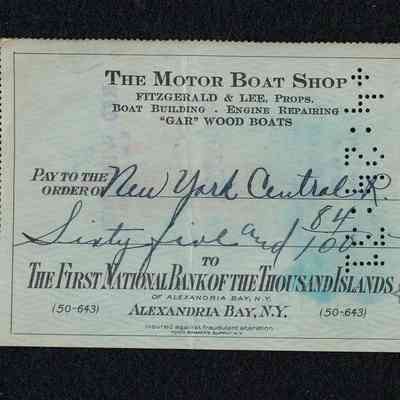 THE MOTOR BOAT SHOP
FITZGERALD & LEE, PROPS.
BOAT BUILDING - ENGINE REPAIRING
"GAR" WOOD BOATS
PAY TO THE
ORDER OF New York Central R.
Sixty five and 84/100
TO
THE FIRST NATIONAL BANK OF THE THOUSAND ISLANDS
OF ALEXANDRIA BAY, N.Y.
(50-643) ALEXANDRIA BAY, N.Y. (50-643)
insured against fraudulent alteration